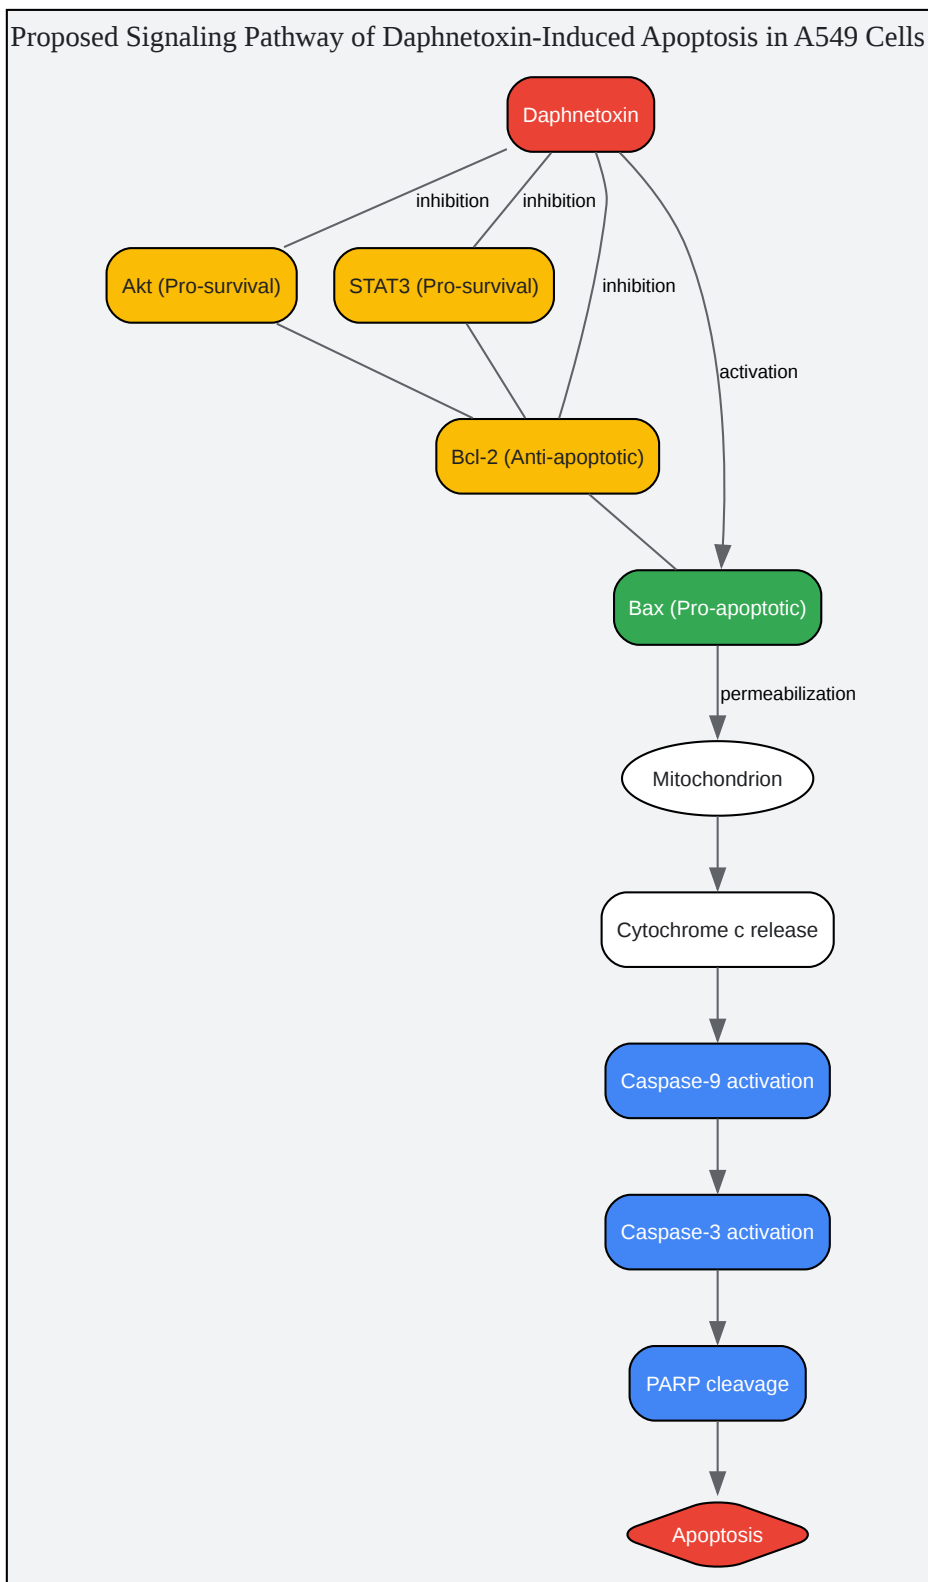 Proposed Signaling Pathway of Daphnetoxin-Induced Apoptosis in A549 Cells
Daphnetoxin
inhibition
inhibition
Akt (Pro-survival)
STAT3 (Pro-survival)
inhibition
activation
Bcl-2 (Anti-apoptotic)
Bax (Pro-apoptotic)
permeabilization
Mitochondrion
Cytochrome c release
Caspase-9 activation
Caspase-3 activation
PARP cleavage
Apoptosis